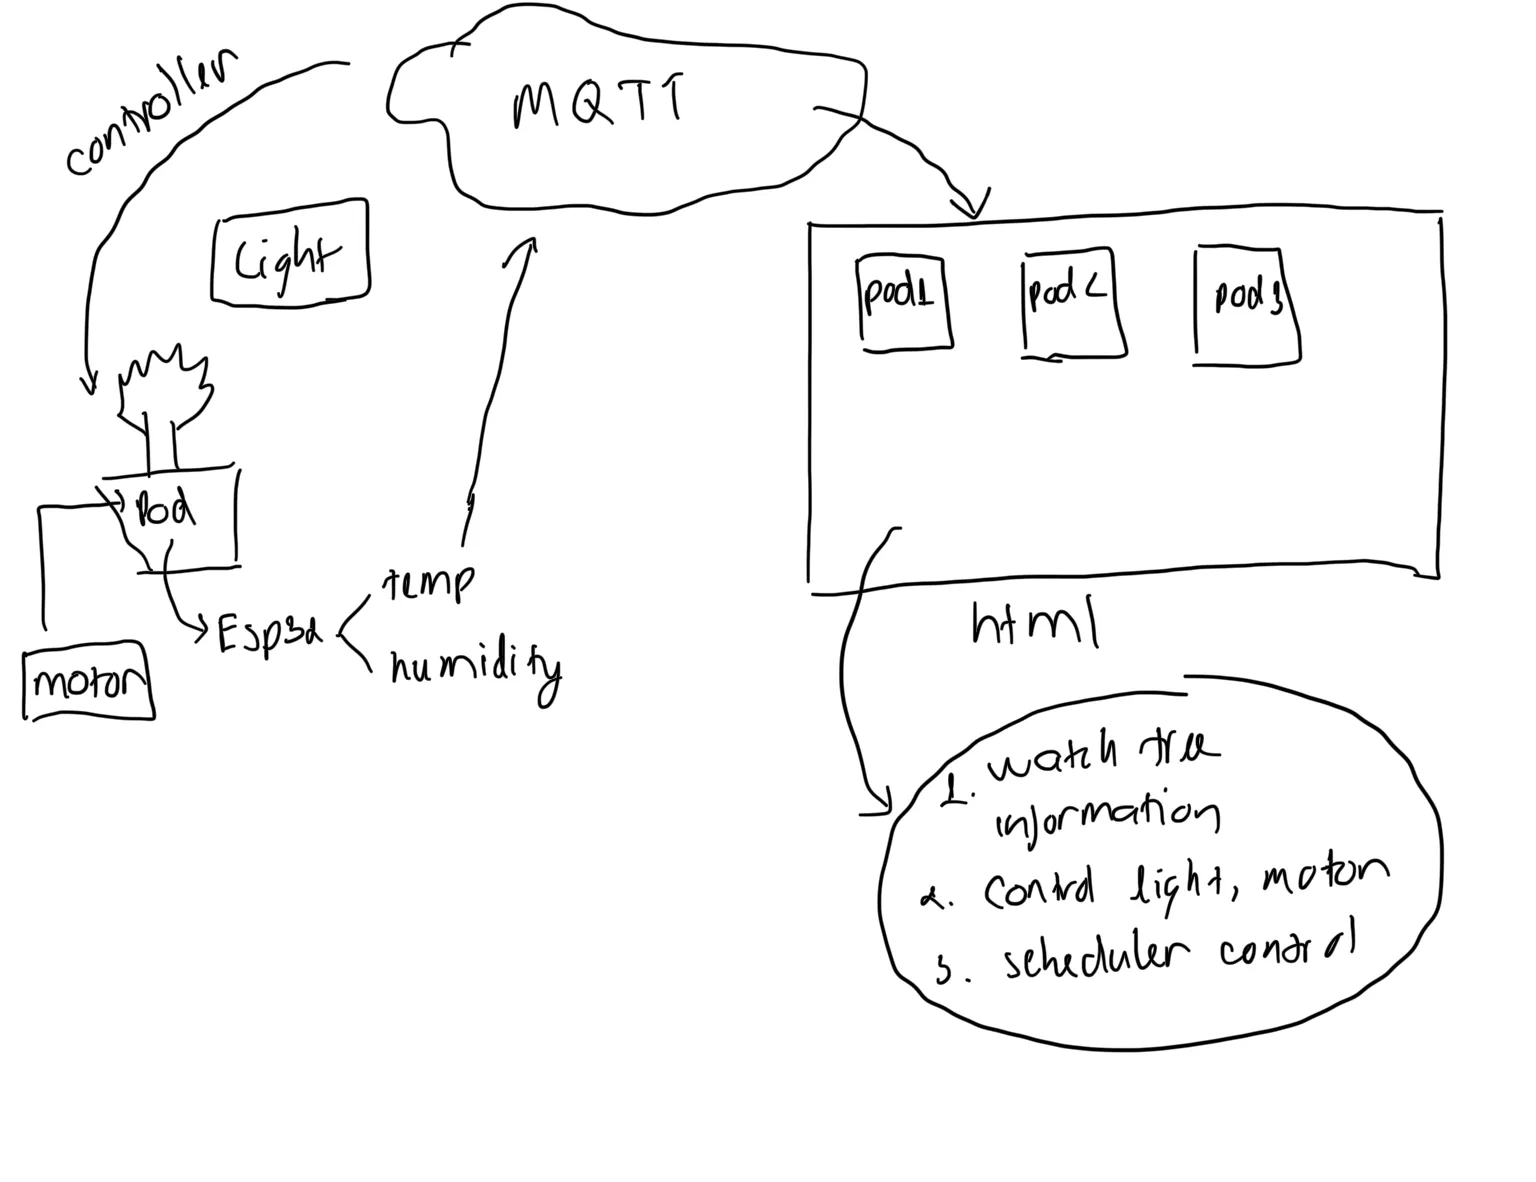 controller
MQTT
Light
pod1
pod2
pod3
Pod
Esp32
temp
humidity
motor
html
1. watch tree
information
2. control light, motor
3. scheduler control